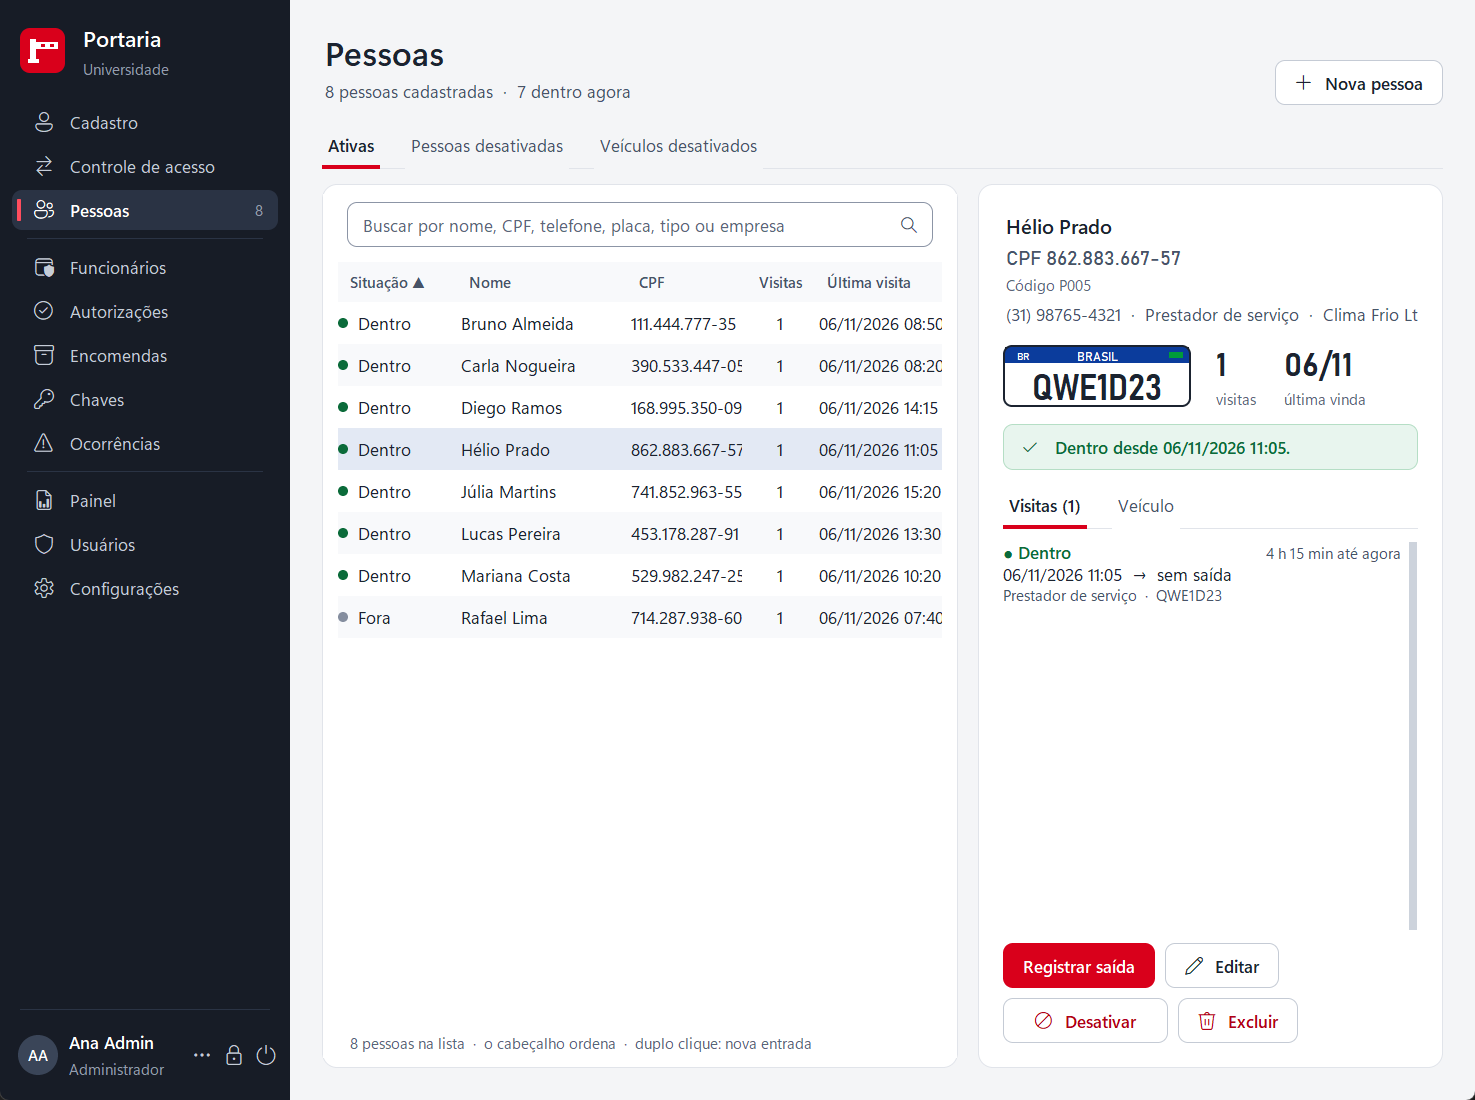 Portaria
Universidade
Cadastro
Controle de acesso
Pessoas 8
Funcionários
Autorizações
Encomendas
Chaves
Ocorrências
Painel
Usuários
Configurações
AA
Ana Admin
Administrador
Pessoas
8 pessoas cadastradas · 7 dentro agora
Nova pessoa
Ativas Pessoas desativadas Veículos desativados
Buscar por nome, CPF, telefone, placa, tipo ou empresa
Situação ▲ Nome CPF Visitas Última visita
Dentro Bruno Almeida 111.444.777-35 1 06/11/2026 08:50
Dentro Carla Nogueira 390.533.447-05 1 06/11/2026 08:20
Dentro Diego Ramos 168.995.350-09 1 06/11/2026 14:15
Dentro Hélio Prado 862.883.667-57 1 06/11/2026 11:05
Dentro Júlia Martins 741.852.963-55 1 06/11/2026 15:20
Dentro Lucas Pereira 453.178.287-91 1 06/11/2026 13:30
Dentro Mariana Costa 529.982.247-25 1 06/11/2026 10:20
Fora Rafael Lima 714.287.938-60 1 06/11/2026 07:40
8 pessoas na lista · o cabeçalho ordena · duplo clique: nova entrada
Hélio Prado
CPF 862.883.667-57
Código P005
(31) 98765-4321 · Prestador de serviço · Clima Frio Lt
BR BRASIL
QWE1D23
1
visitas
06/11
última vinda
Dentro desde 06/11/2026 11:05.
Visitas (1) Veículo
● Dentro 4 h 15 min até agora
06/11/2026 11:05 → sem saída
Prestador de serviço · QWE1D23
Registrar saída Editar
Desativar Excluir